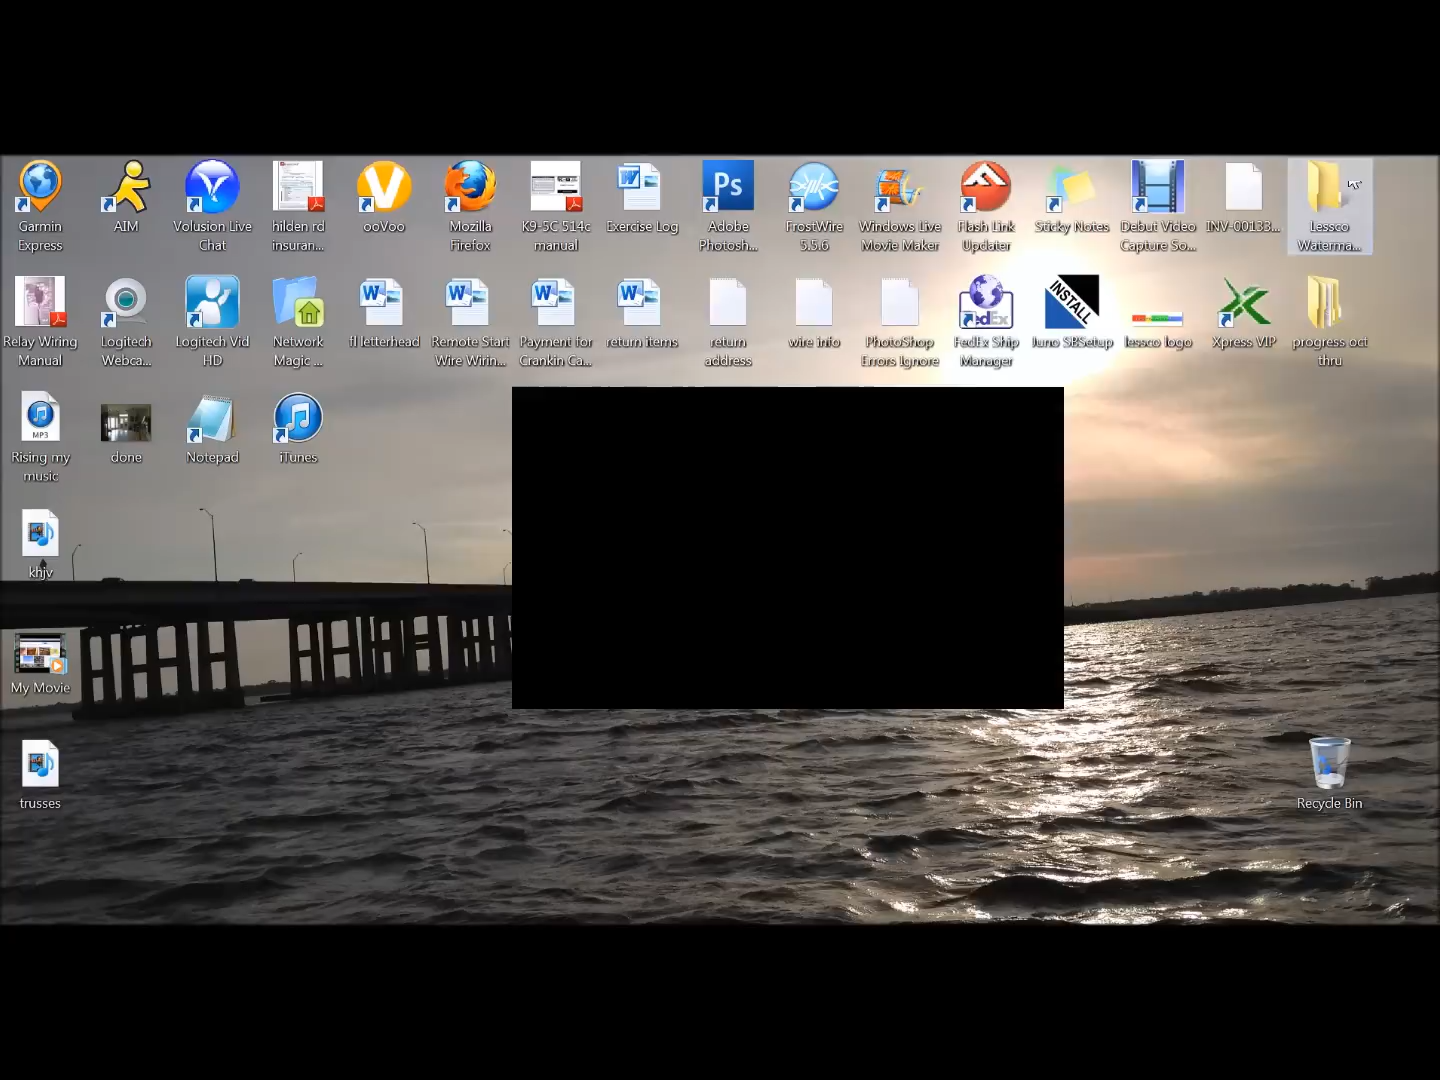 Garmin
Express
AIM
Volusion Live
Chat
hilden rd
insuran...
ooVoo
Mozilla
Firefox
K9-5C 514c
manual
Exercise Log
Ps
Adobe
Photosh...
FrostWire
5.5.6
Windows Live
Movie Maker
Flash Link
Updater
Sticky Notes
Debut Video
Capture So...
INV-00133...
Lessco
Waterma...
Relay Wiring
Manual
Logitech
Webca...
Logitech Vid
HD
Network
Magic ...
fl letterhead
Remote Start
Wire Wirin...
Payment for
Crankin Ca...
return items
return
address
wire info
PhotoShop
Errors Ignore
FedEx
FedEx Ship
Manager
INSTALL
Juno SBSetup
lessco logo
Xpress VIP
progress oct
thru
MP3
Rising my
music
done
Notepad
iTunes
khjv
My Movie
trusses
Recycle Bin